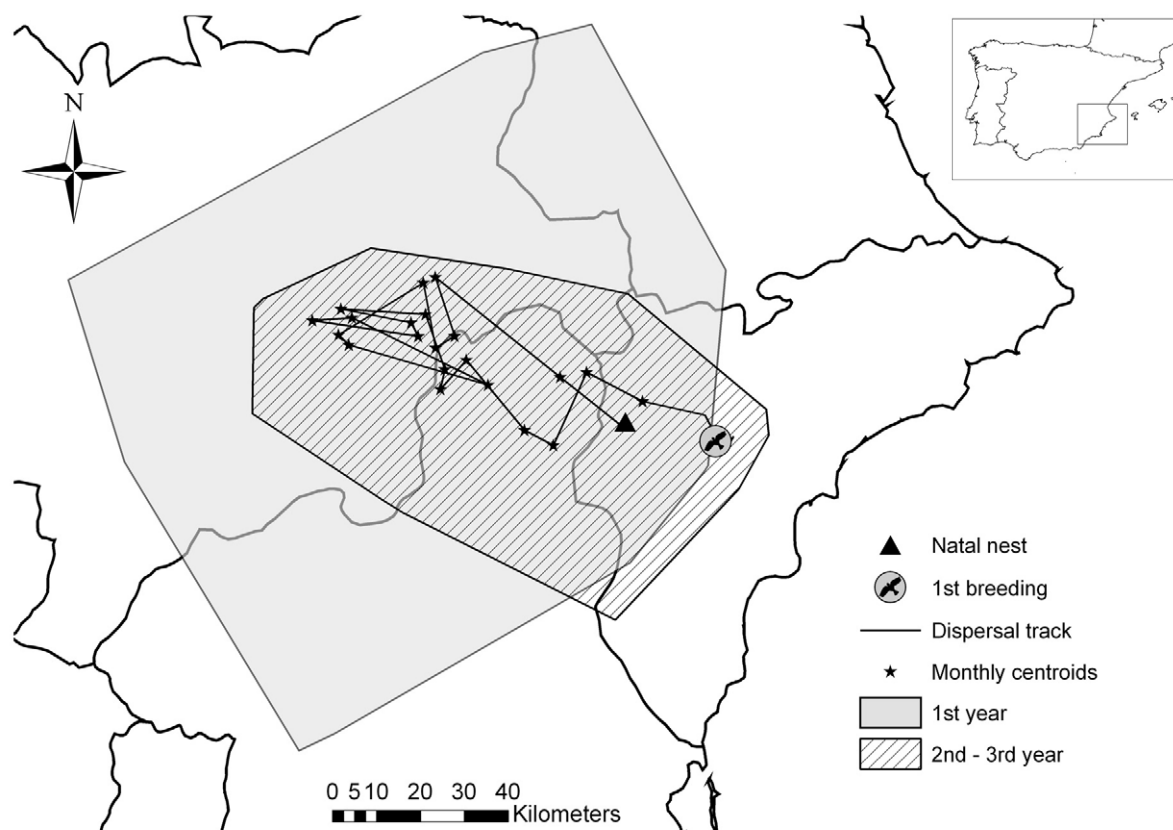 N
Natal nest
1st breeding
Dispersal track
Monthly centroids
1st year
2nd - 3rd year
0 5 10 20 30 40
Kilometers